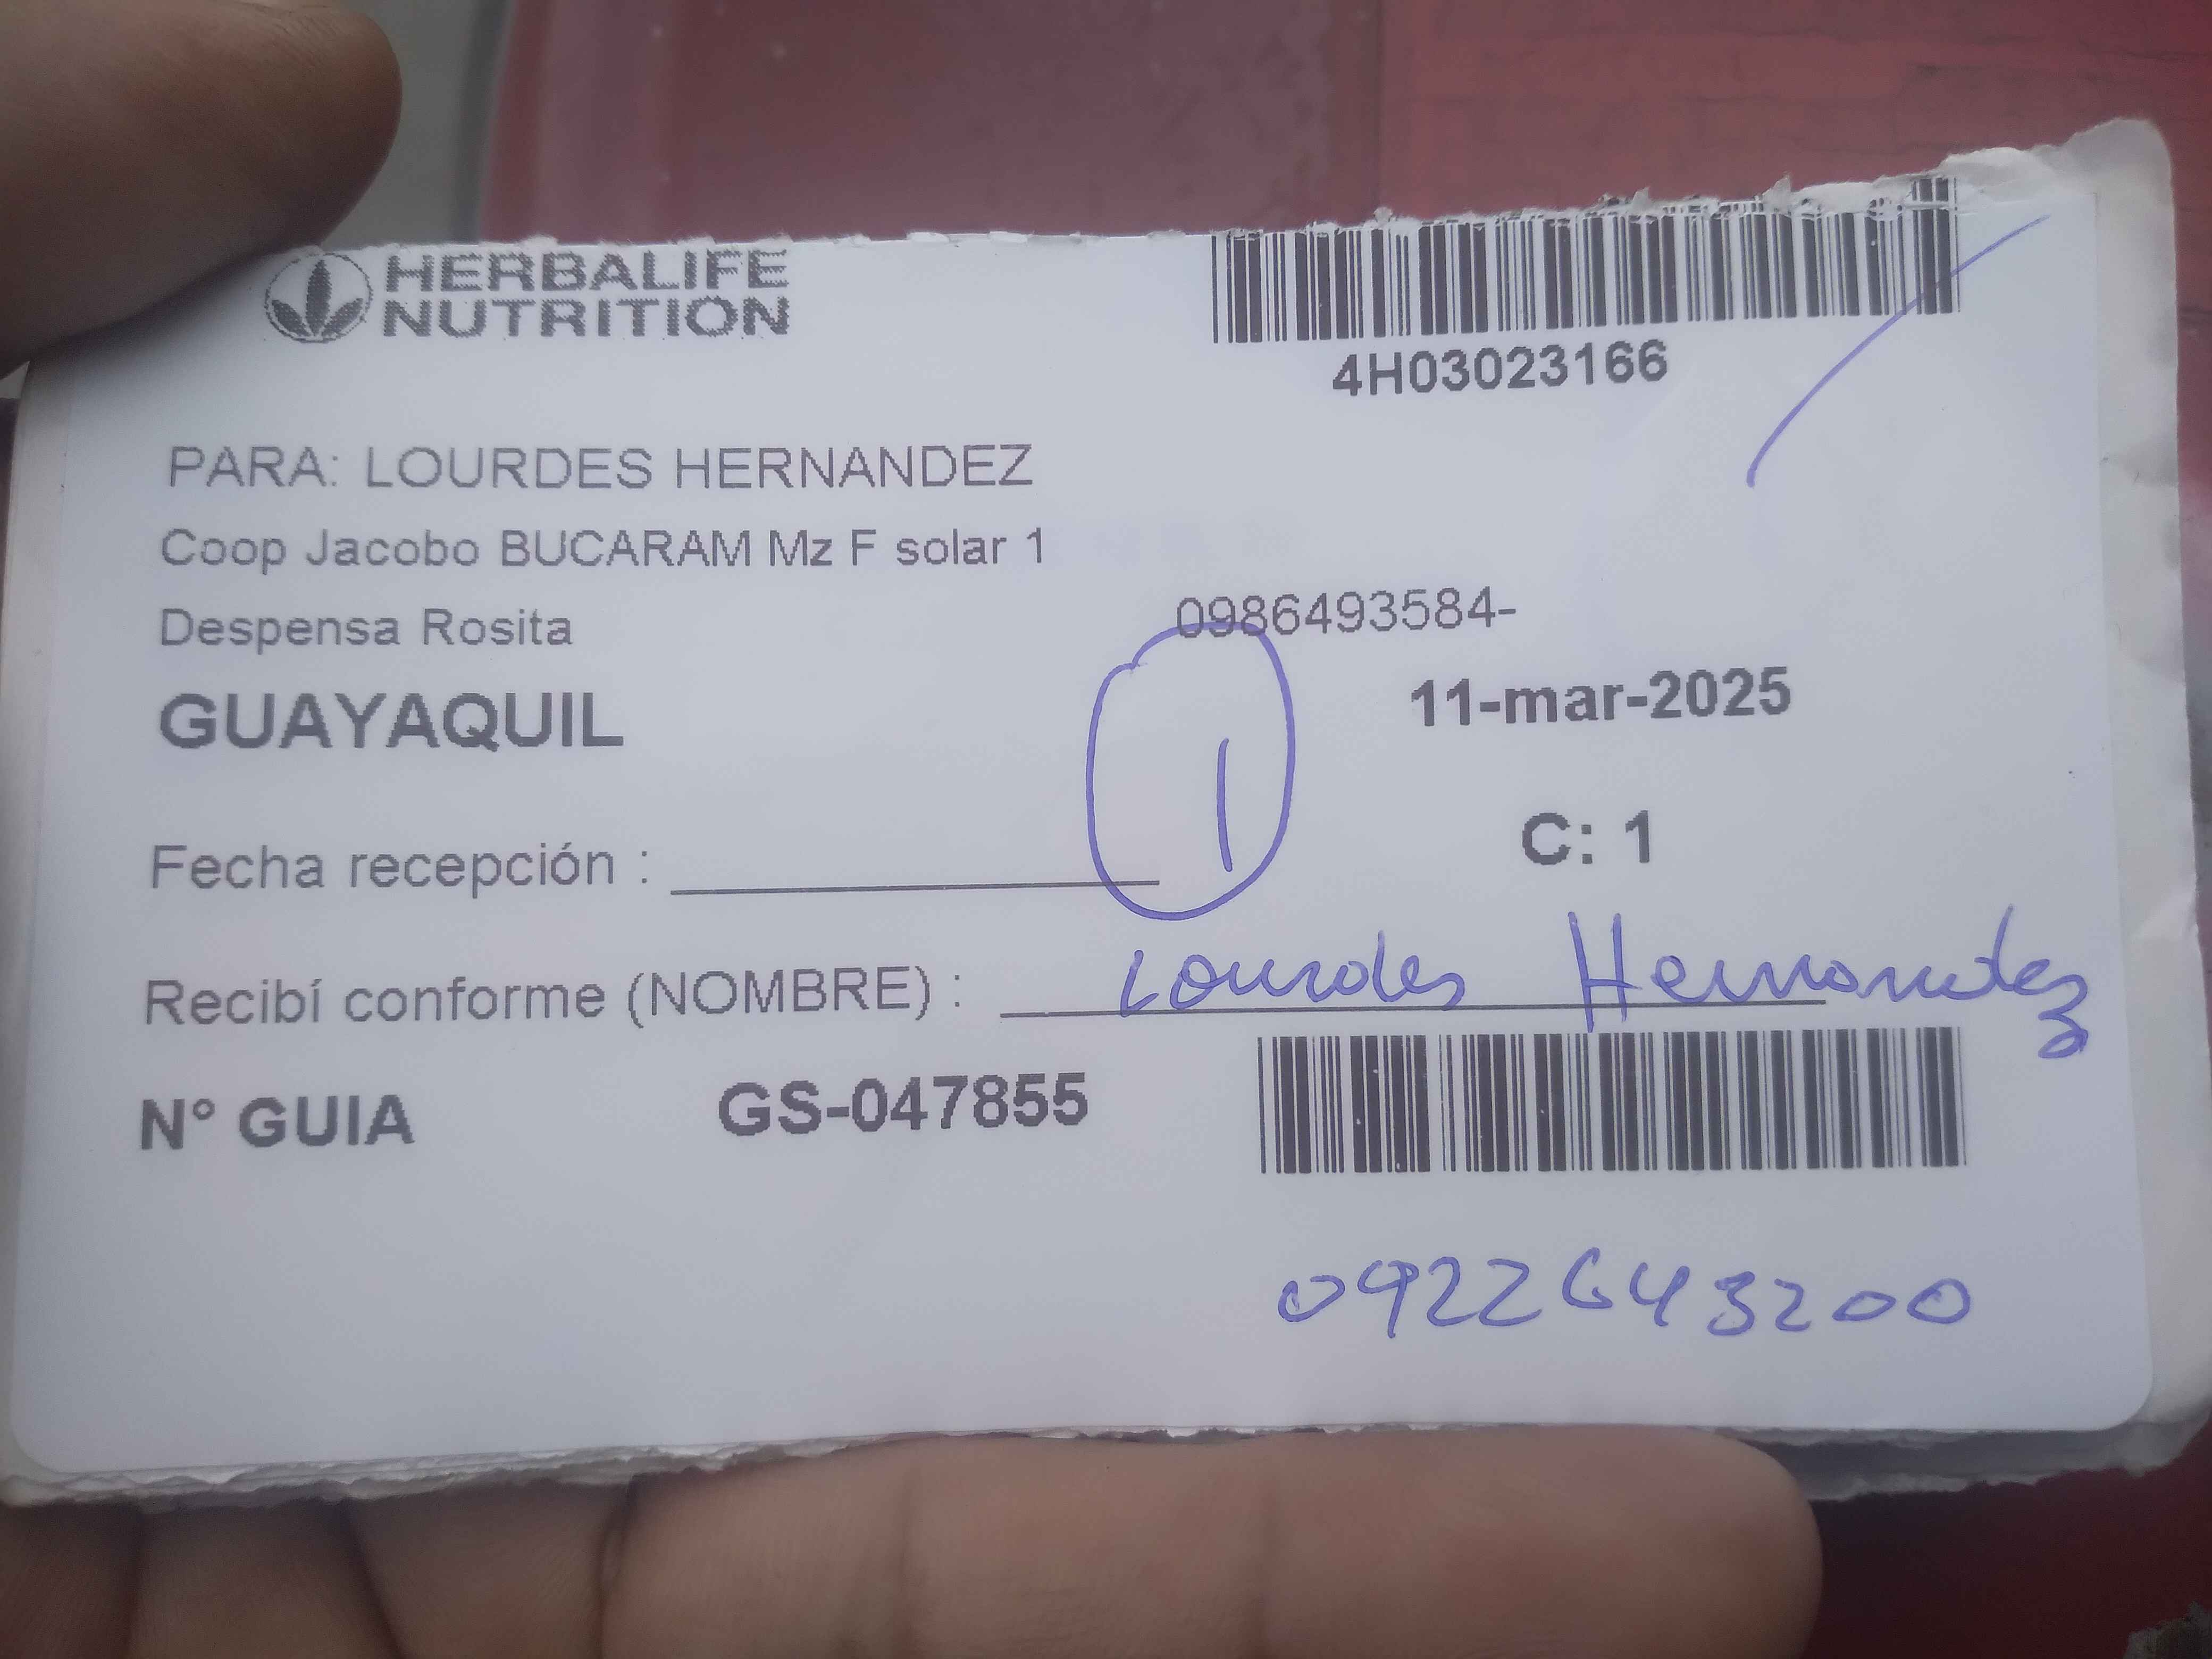 HERBALIFE
NUTRITION
4H03023166
PARA: LOURDES HERNANDEZ
Coop Jacobo BUCARAM Mz F solar 1
Despensa Rosita
0986493584-
GUAYAQUIL
11-mar-2025
1
C: 1
Fecha recepción :
Recibí conforme (NOMBRE) : Lourdes Hernandez
N° GUIA GS-047855
0922643200